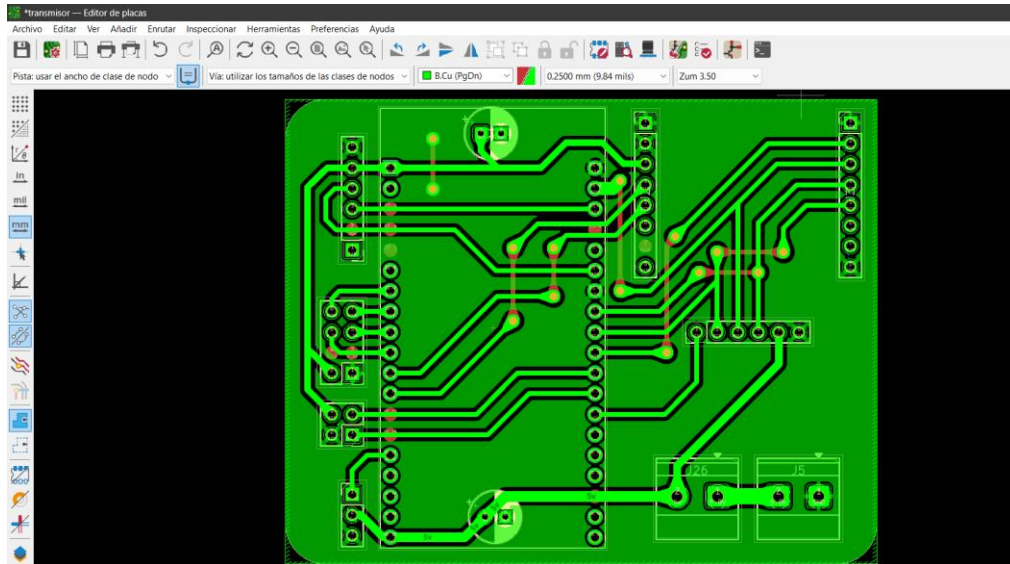 *transmisor — Editor de placas
Archivo Editar Ver Añadir Enrutar Inspeccionar Herramientas Preferencias Ayuda
Pista: usar el ancho de clase de nodo Vía: utilizar los tamaños de las clases de nodos B.Cu (PgDn) 0.2500 mm (9.84 mils) Zum 3.50
in
mil
mm
J26 J5
5v
5v